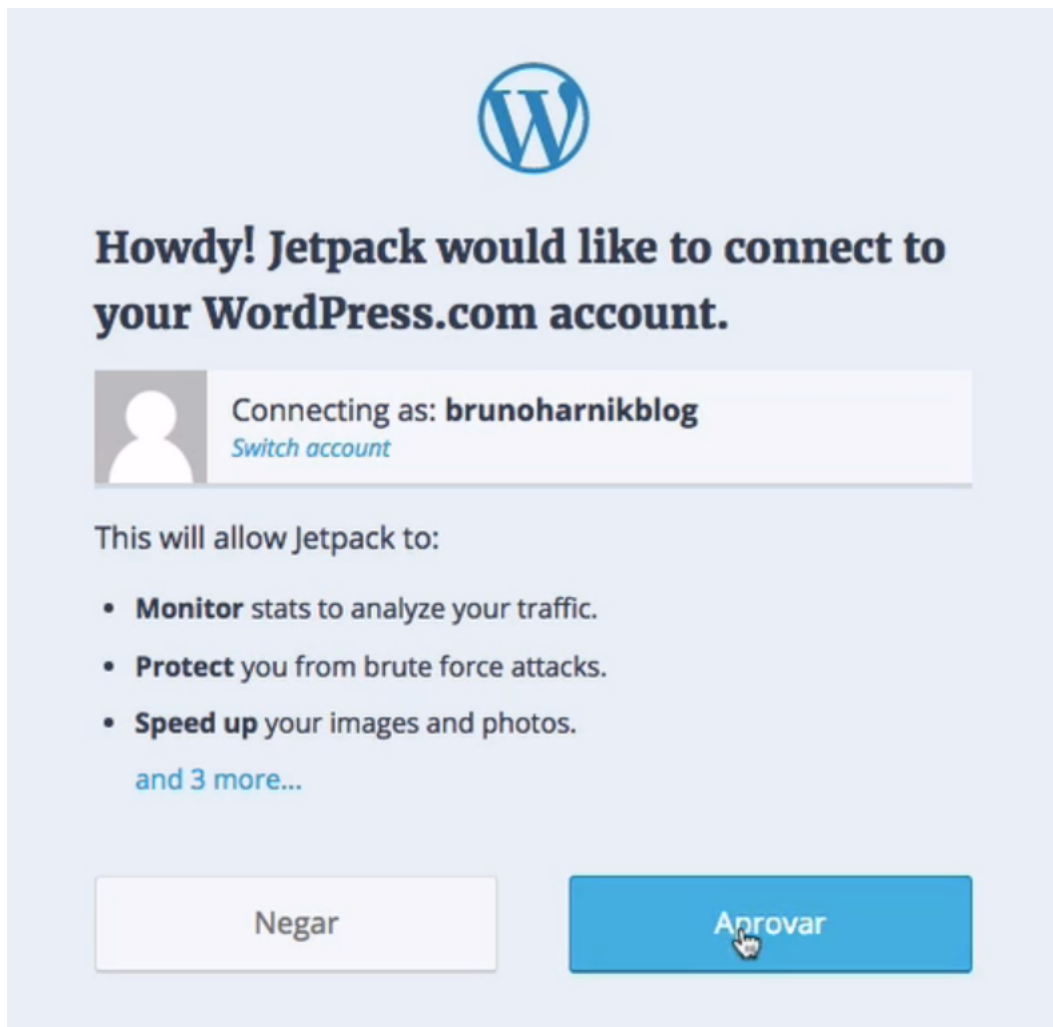 Howdy! Jetpack would like to connect to
your WordPress.com account.
Connecting as: brunoharnikblog
Switch account
This will allow Jetpack to:
• Monitor stats to analyze your traffic.
• Protect you from brute force attacks.
• Speed up your images and photos.
and 3 more...
Negar
Aprovar